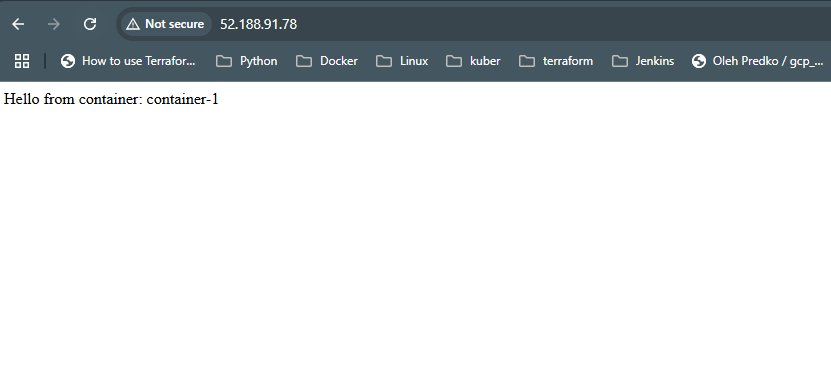 Not secure 52.188.91.78
How to use Terrafor... Python Docker Linux kuber terraform Jenkins Oleh Predko / gcp_...
Hello from container: container-1